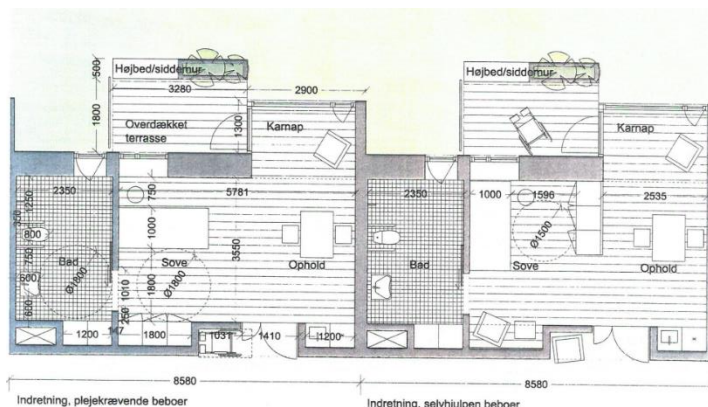 Højbed/siddemur
500
3280
2900
1800
Overdækket
terrasse
1300
Karnap
2350
750
5781
1250
1000
3550
800
750
Bad
Ø1800
Sove
1800
Ø1800
Ophold
600
1010
600
250
1200
147
1800
1031
1410
1200
8580
Indretning, plejekrævende beboer
Højbed/siddemur
Karnap
2350
1000
1596
2535
Ø1500
Bad
Sove
Ophold
8580
Indretning, selvhjulpen beboer